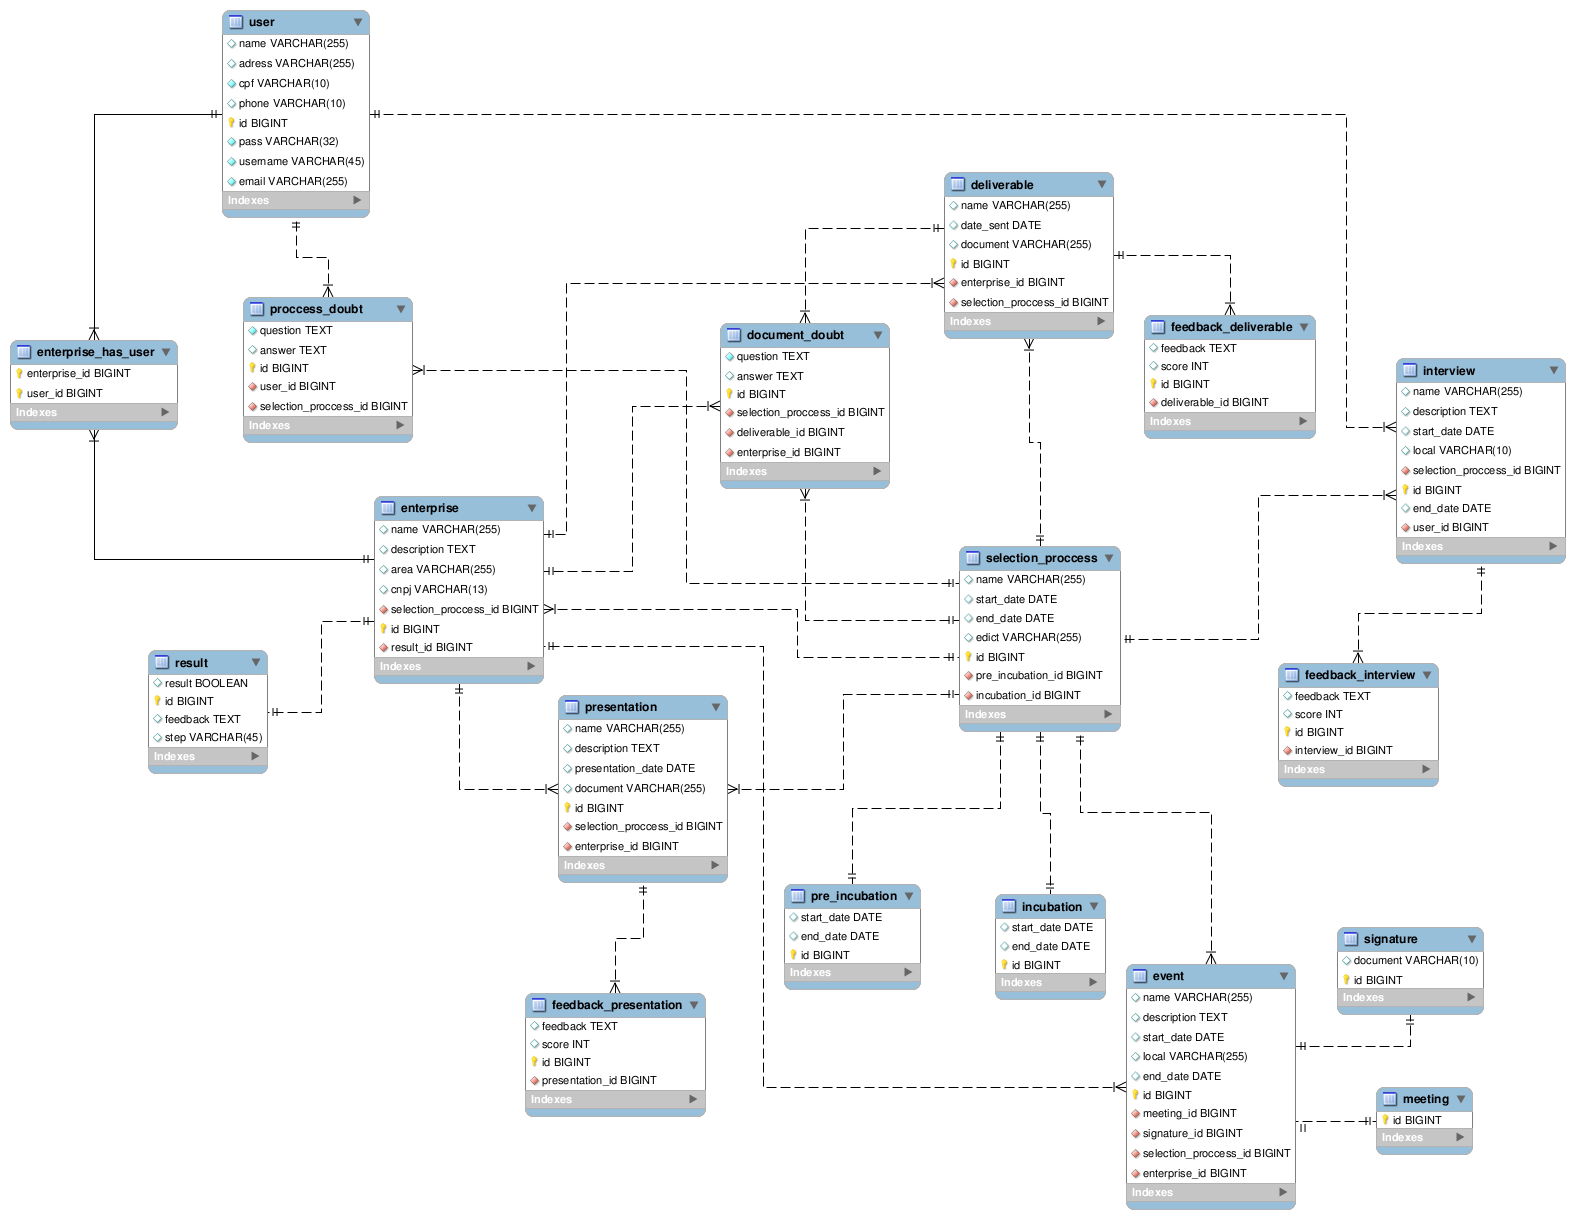 user
name VARCHAR(255)
adress VARCHAR(255)
cpf VARCHAR(10)
phone VARCHAR(10)
id BIGINT
pass VARCHAR(32)
username VARCHAR(45)
email VARCHAR(255)
Indexes
deliverable
name VARCHAR(255)
date_sent DATE
document VARCHAR(255)
id BIGINT
enterprise_id BIGINT
selection_proccess_id BIGINT
Indexes
proccess_doubt
question TEXT
answer TEXT
id BIGINT
user_id BIGINT
selection_proccess_id BIGINT
Indexes
enterprise_has_user
enterprise_id BIGINT
user_id BIGINT
Indexes
document_doubt
question TEXT
answer TEXT
id BIGINT
selection_proccess_id BIGINT
deliverable_id BIGINT
enterprise_id BIGINT
Indexes
feedback_deliverable
feedback TEXT
score INT
id BIGINT
deliverable_id BIGINT
Indexes
interview
name VARCHAR(255)
description TEXT
start_date DATE
local VARCHAR(10)
selection_proccess_id BIGINT
id BIGINT
end_date DATE
user_id BIGINT
Indexes
enterprise
name VARCHAR(255)
description TEXT
area VARCHAR(255)
cnpj VARCHAR(13)
selection_proccess_id BIGINT
id BIGINT
result_id BIGINT
Indexes
selection_proccess
name VARCHAR(255)
start_date DATE
end_date DATE
edict VARCHAR(255)
id BIGINT
pre_incubation_id BIGINT
incubation_id BIGINT
Indexes
result
result BOOLEAN
id BIGINT
feedback TEXT
step VARCHAR(45)
Indexes
feedback_interview
feedback TEXT
score INT
id BIGINT
interview_id BIGINT
Indexes
presentation
name VARCHAR(255)
description TEXT
presentation_date DATE
document VARCHAR(255)
id BIGINT
selection_proccess_id BIGINT
enterprise_id BIGINT
Indexes
pre_incubation
start_date DATE
end_date DATE
id BIGINT
Indexes
incubation
start_date DATE
end_date DATE
id BIGINT
Indexes
signature
document VARCHAR(10)
id BIGINT
Indexes
event
name VARCHAR(255)
description TEXT
start_date DATE
local VARCHAR(255)
end_date DATE
id BIGINT
meeting_id BIGINT
signature_id BIGINT
selection_proccess_id BIGINT
enterprise_id BIGINT
Indexes
feedback_presentation
feedback TEXT
score INT
id BIGINT
presentation_id BIGINT
Indexes
meeting
id BIGINT
Indexes